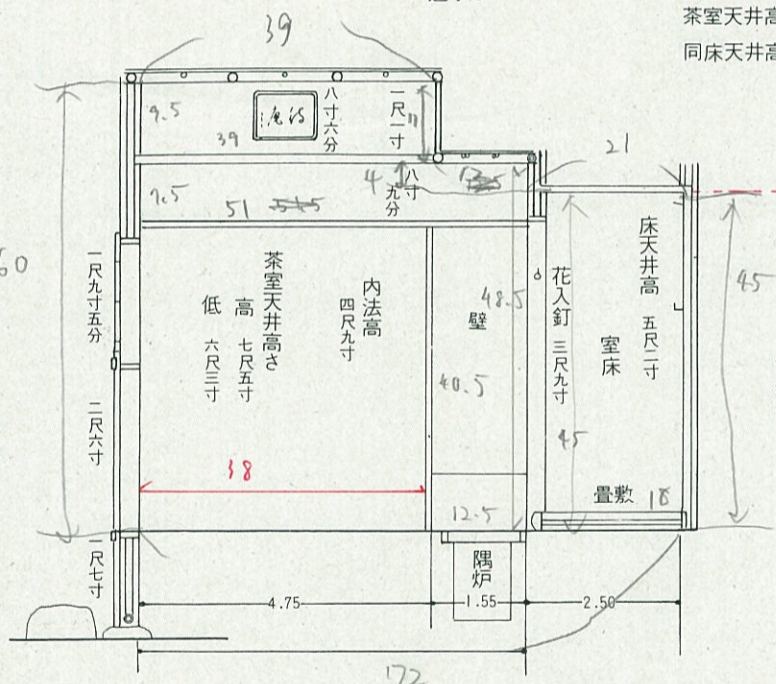 茶室天井高
同床天井高
39
21
9.5
39
八寸六分
一尺一寸
11
4
八寸九分
7.5
51
60
45
一尺九寸五分
二尺六寸
一尺七寸
茶室天井高さ
高 七尺五寸
低 六尺三寸
内法高
四尺九寸
壁
48.5
40.5
花入釘 三尺九寸
床天井高 五尺二寸
室床
45
38
12.5
畳敷
18
隅炉
4.75
1.55
2.50
172